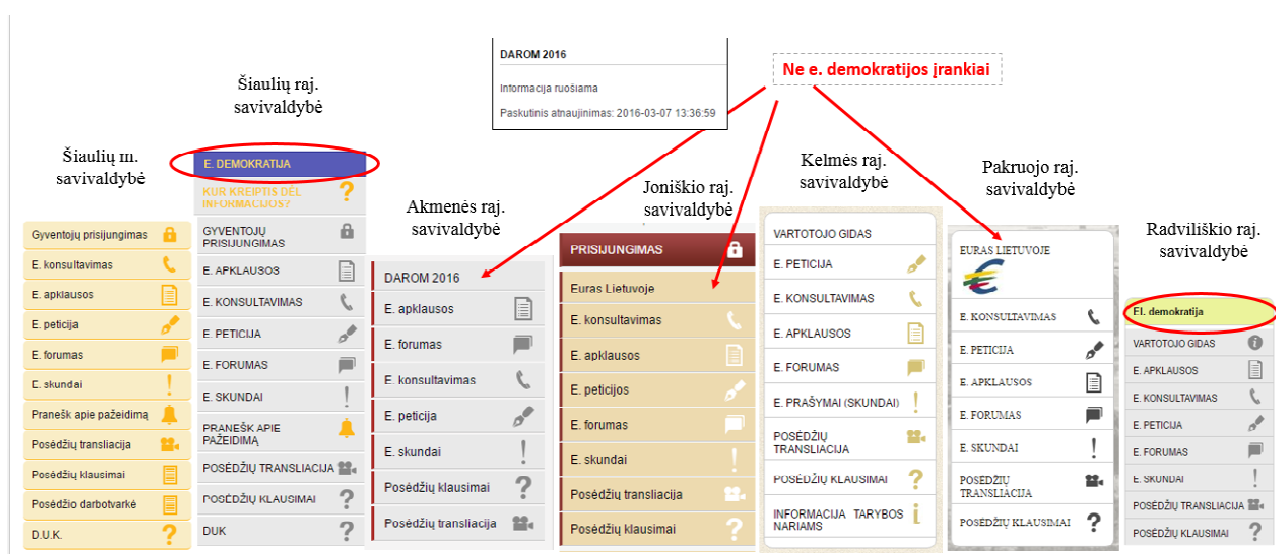 DAROM 2016
Informacija ruošiama
Paskutinis atnaujinimas: 2016-03-07 13:36:59
Ne e. demokratijos įrankiai
Šiaulių m.
savivaldybė
Gyventojų prisijungimas
E. konsultavimas
E. apklausos
E. peticija
E. forumas
E. skundai
Pranešk apie pažeidimą
Posėdžių transliacija
Posėdžių klausimai
Posėdžio darbotvarkė
D.U.K.
Šiaulių raj.
savivaldybė
E. DEMOKRATIJA
KUR KREIPTIS DĖL
INFORMACIJOS?
GYVENTOJŲ
PRISIJUNGIMAS
E. APKLAUSOS
E. KONSULTAVIMAS
E. PETICIJA
E. FORUMAS
E. SKUNDAI
PRANEŠK APIE
PAŽEIDIMĄ
POSĖDŽIŲ TRANSLIACIJA
POSĖDŽIŲ KLAUSIMAI
DUK
Akmenės raj.
savivaldybė
DAROM 2016
E. apklausos
E. forumas
E. konsultavimas
E. peticija
E. skundai
Posėdžių klausimai
Posėdžių transliacija
Joniškio raj.
savivaldybė
PRISIJUNGIMAS
Euras Lietuvoje
E. konsultavimas
E. apklausos
E. peticijos
E. forumas
E. skundai
Posėdžių transliacija
Posėdžių klausimai
Kelmės raj.
savivaldybė
VARTOTOJO GIDAS
E. PETICIJA
E. KONSULTAVIMAS
E. APKLAUSOS
E. FORUMAS
E. PRAŠYMAI (SKUNDAI)
POSĖDŽIŲ
TRANSLIACIJA
POSĖDŽIŲ KLAUSIMAI
INFORMACIJA TARYBOS
NARIAMS
Pakruojo raj.
savivaldybė
EURAS LIETUVOJE
E. KONSULTAVIMAS
E. PETICIJA
E. APKLAUSOS
E. FORUMAS
E. SKUNDAI
POSĖDŽIŲ
TRANSLIACIJA
POSĖDŽIŲ KLAUSIMAI
Radviliškio raj.
savivaldybė
El. demokratija
VARTOTOJO GIDAS
E. APKLAUSOS
E. KONSULTAVIMAS
E. PETICIJA
E. FORUMAS
E. SKUNDAI
POSĖDŽIŲ TRANSLIACIJA
POSĖDŽIŲ KLAUSIMAI